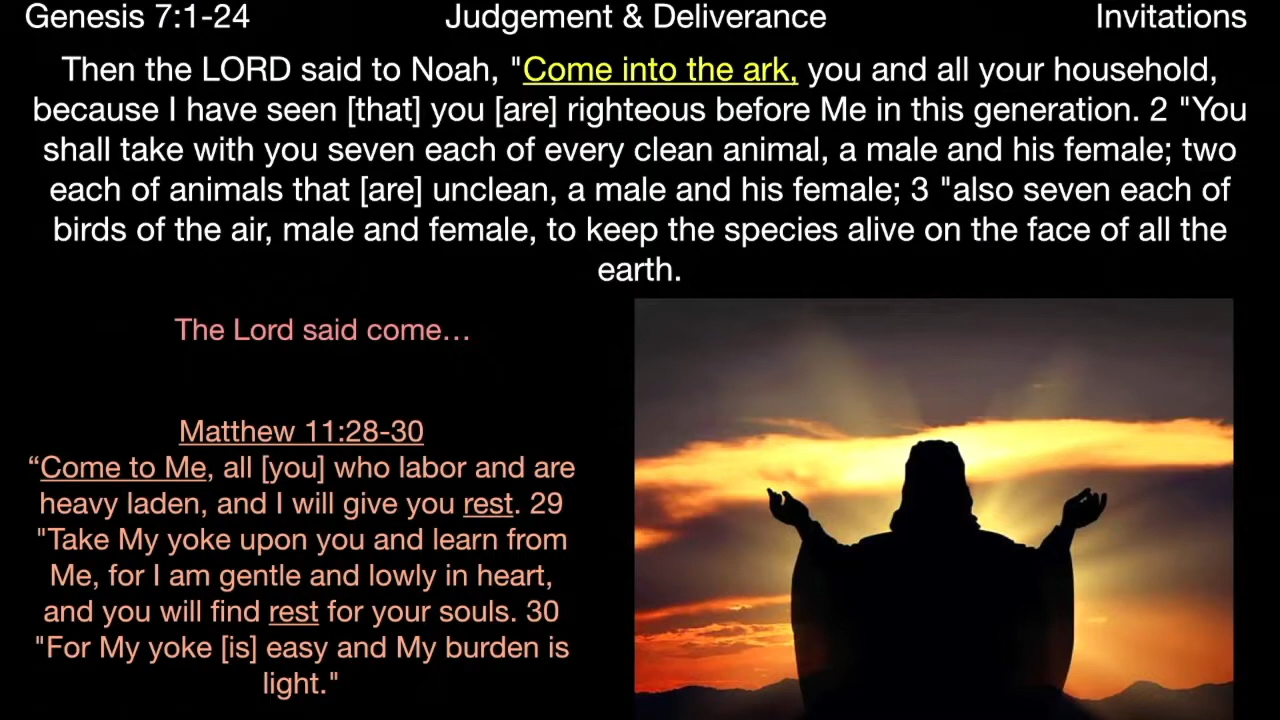 Genesis 7:1-24 Judgement & Deliverance Invitations
Then the LORD said to Noah, "Come into the ark, you and all your household,
because I have seen [that] you [are] righteous before Me in this generation. 2 "You
shall take with you seven each of every clean animal, a male and his female; two
each of animals that [are] unclean, a male and his female; 3 "also seven each of
birds of the air, male and female, to keep the species alive on the face of all the
earth.
The Lord said come…
Matthew 11:28-30
“Come to Me, all [you] who labor and are
heavy laden, and I will give you rest. 29
"Take My yoke upon you and learn from
Me, for I am gentle and lowly in heart,
and you will find rest for your souls. 30
"For My yoke [is] easy and My burden is
light."